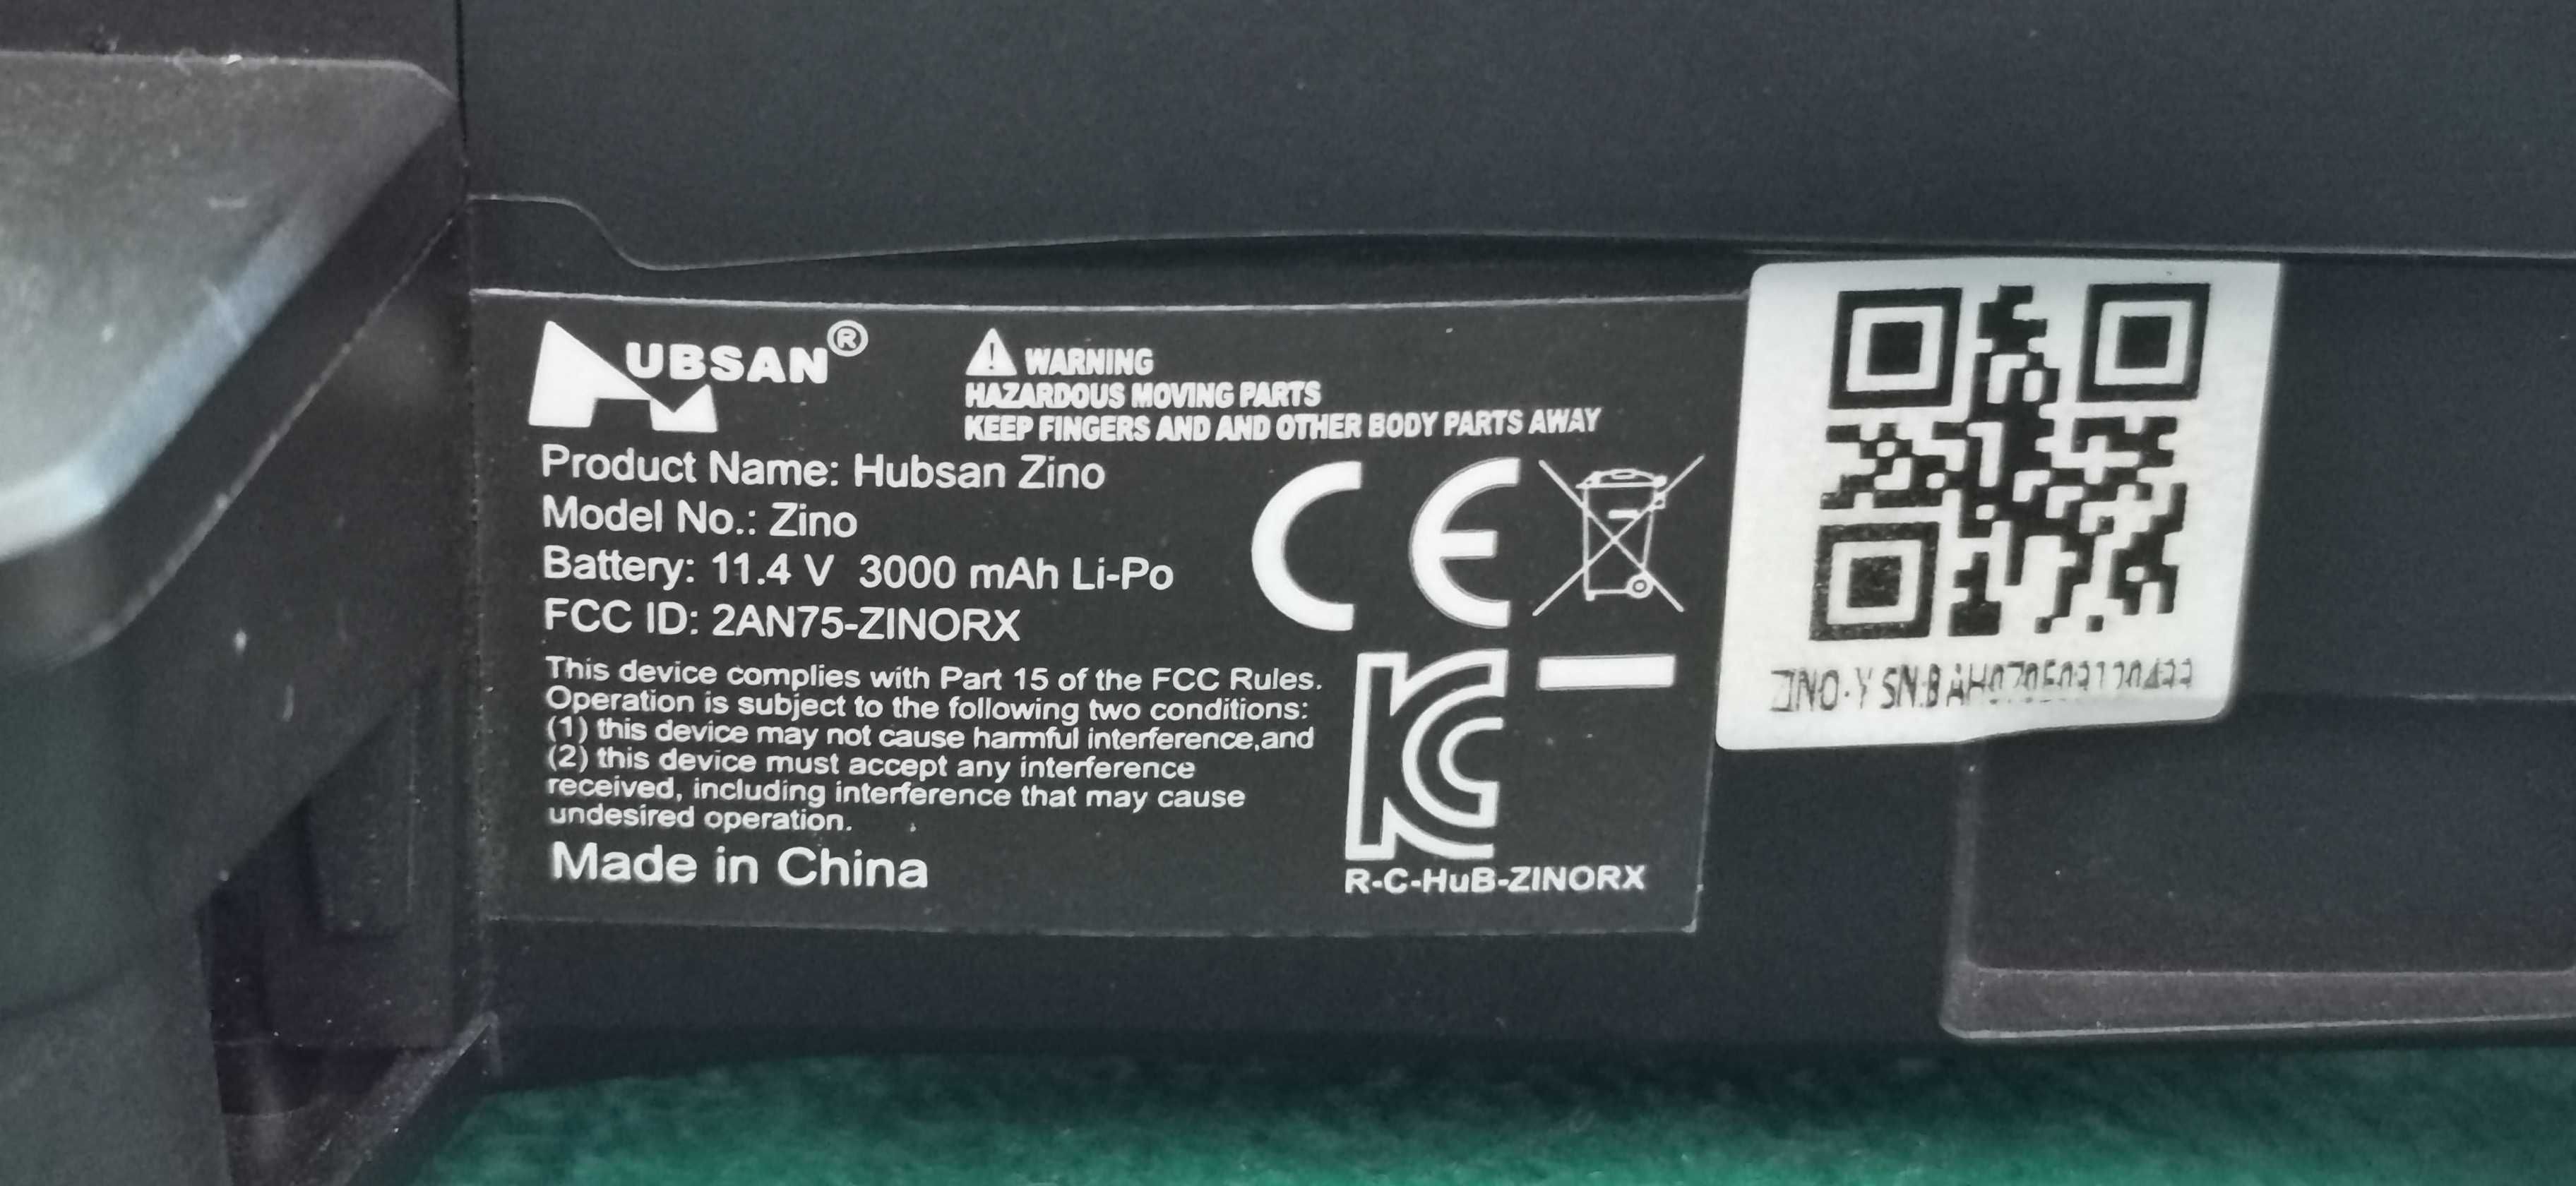 HUBSAN®
WARNING
HAZARDOUS MOVING PARTS
KEEP FINGERS AND AND OTHER BODY PARTS AWAY
Product Name: Hubsan Zino
Model No.: Zino
Battery: 11.4 V 3000 mAh Li-Po
FCC ID: 2AN75-ZINORX
CE
This device complies with Part 15 of the FCC Rules.
Operation is subject to the following two conditions:
(1) this device may not cause harmful interference,and
(2) this device must accept any interference
received, including interference that may cause
undesired operation.
Made in China
KC
R-C-HuB-ZINORX
ZINO-Y